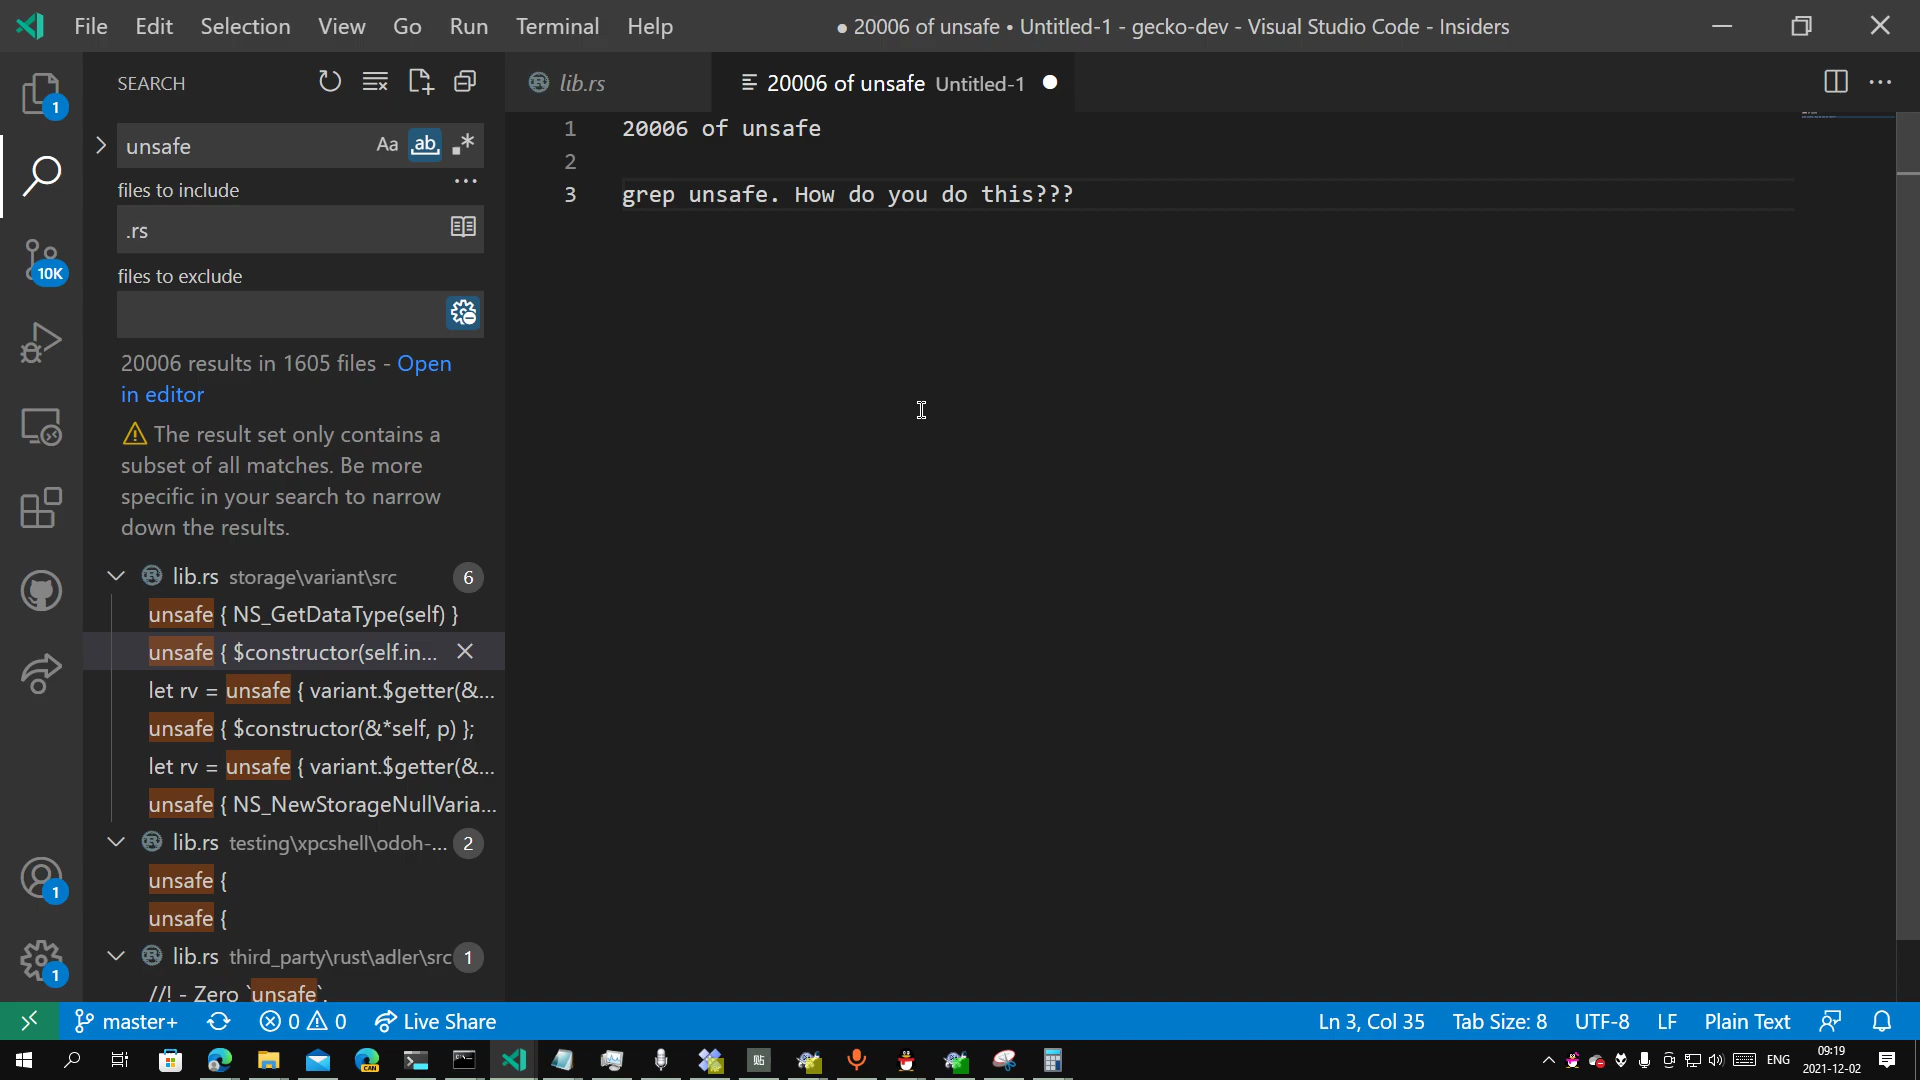 File Edit Selection View Go Run Terminal Help
● 20006 of unsafe • Untitled-1 - gecko-dev - Visual Studio Code - Insiders
SEARCH
unsafe
Aa ab .*
files to include
...
.rs
files to exclude
20006 results in 1605 files - Open
in editor
The result set only contains a
subset of all matches. Be more
specific in your search to narrow
down the results.
lib.rs storage\variant\src 6
unsafe { NS_GetDataType(self) }
unsafe { $constructor(self.in...
let rv = unsafe { variant.$getter(&...
unsafe { $constructor(&*self, p) };
let rv = unsafe { variant.$getter(&...
unsafe { NS_NewStorageNullVaria...
lib.rs testing\xpcshell\odoh-... 2
unsafe {
unsafe {
lib.rs third_party\rust\adler\src 1
//! - Zero `unsafe`.
1
10K
1
1
lib.rs
20006 of unsafe Untitled-1
1 20006 of unsafe
2
3 grep unsafe. How do you do this???
master+
0 0
Live Share
Ln 3, Col 35
Tab Size: 8
UTF-8
LF
Plain Text
CAN
ENG
09:19
2021-12-02